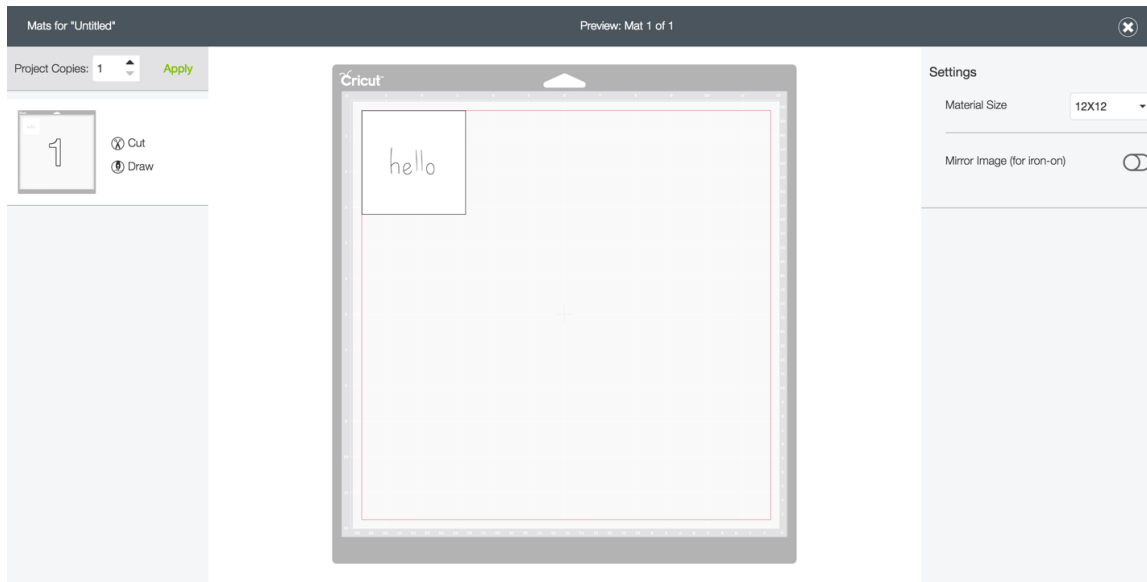 Mats for "Untitled"
Preview: Mat 1 of 1
Project Copies: 1
Apply
1
Cut
Draw
Cricut
hello
Settings
Material Size
12X12
Mirror Image (for iron-on)